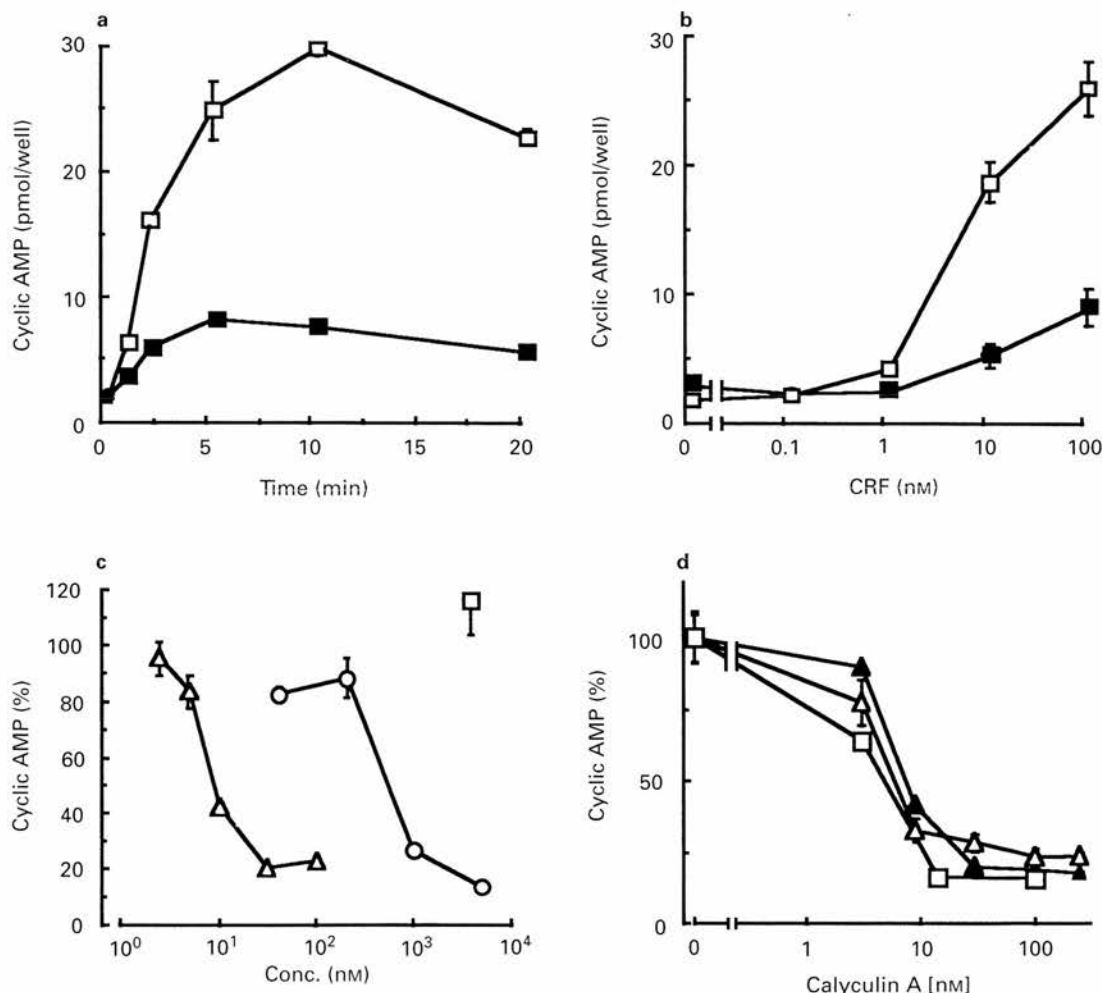 a
30
20
10
0
Cyclic AMP (pmol/well)
0 5 10 15 20
Time (min)
b
30
20
10
0
Cyclic AMP (pmol/well)
0 0.1 1 10 100
CRF (nM)
c
120
100
80
60
40
20
0
Cyclic AMP (%)
10⁰ 10¹ 10² 10³ 10⁴
Conc. (nM)
d
100
50
0
Cyclic AMP (%)
0 1 10 100
Calyculin A [nM]